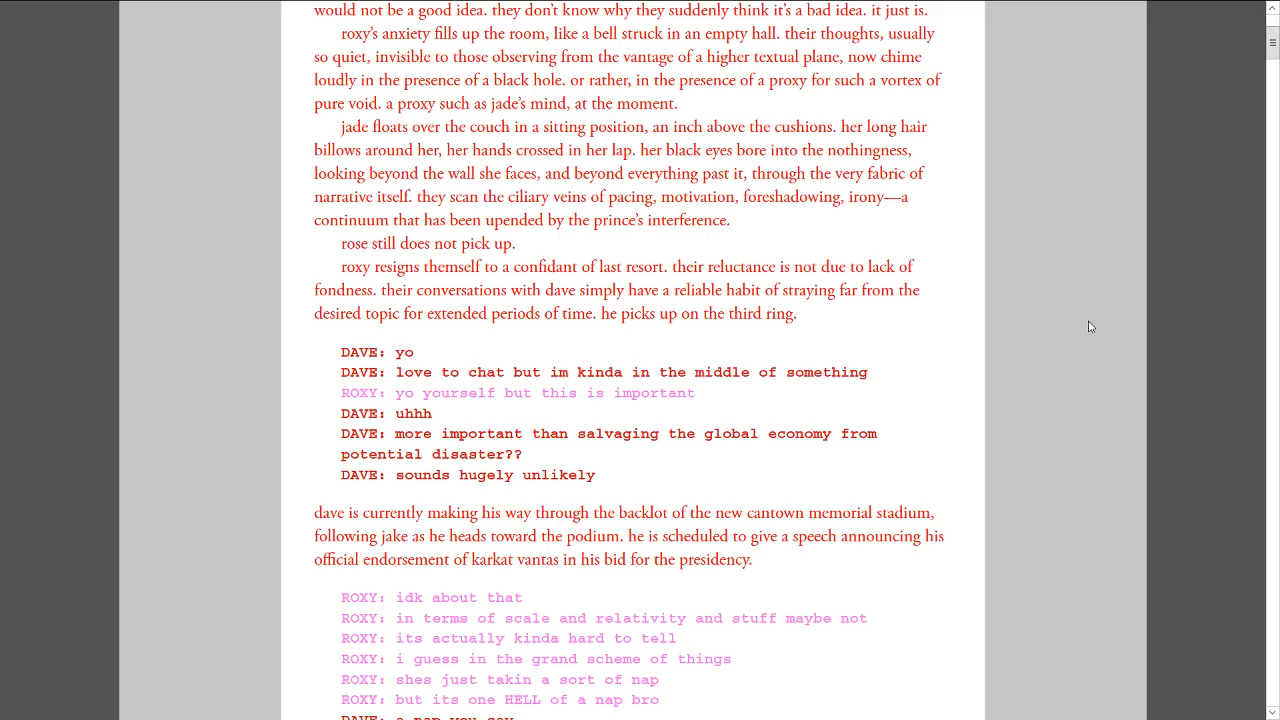 would not be a good idea. they don’t know why they suddenly think it’s a bad idea. it just is.
roxy’s anxiety fills up the room, like a bell struck in an empty hall. their thoughts, usually
so quiet, invisible to those observing from the vantage of a higher textual plane, now chime
loudly in the presence of a black hole. or rather, in the presence of a proxy for such a vortex of
pure void. a proxy such as jade’s mind, at the moment.
jade floats over the couch in a sitting position, an inch above the cushions. her long hair
billows around her, her hands crossed in her lap. her black eyes bore into the nothingness,
looking beyond the wall she faces, and beyond everything past it, through the very fabric of
narrative itself. they scan the ciliary veins of pacing, motivation, foreshadowing, irony—a
continuum that has been upended by the prince’s interference.
rose still does not pick up.
roxy resigns themself to a confidant of last resort. their reluctance is not due to lack of
fondness. their conversations with dave simply have a reliable habit of straying far from the
desired topic for extended periods of time. he picks up on the third ring.
DAVE: yo
DAVE: love to chat but im kinda in the middle of something
ROXY: yo yourself but this is important
DAVE: uhhh
DAVE: more important than salvaging the global economy from
potential disaster??
DAVE: sounds hugely unlikely
dave is currently making his way through the backlot of the new cantown memorial stadium,
following jake as he heads toward the podium. he is scheduled to give a speech announcing his
official endorsement of karkat vantas in his bid for the presidency.
ROXY: idk about that
ROXY: in terms of scale and relativity and stuff maybe not
ROXY: its actually kinda hard to tell
ROXY: i guess in the grand scheme of things
ROXY: shes just takin a sort of nap
ROXY: but its one HELL of a nap bro
DAVE: a nap you say